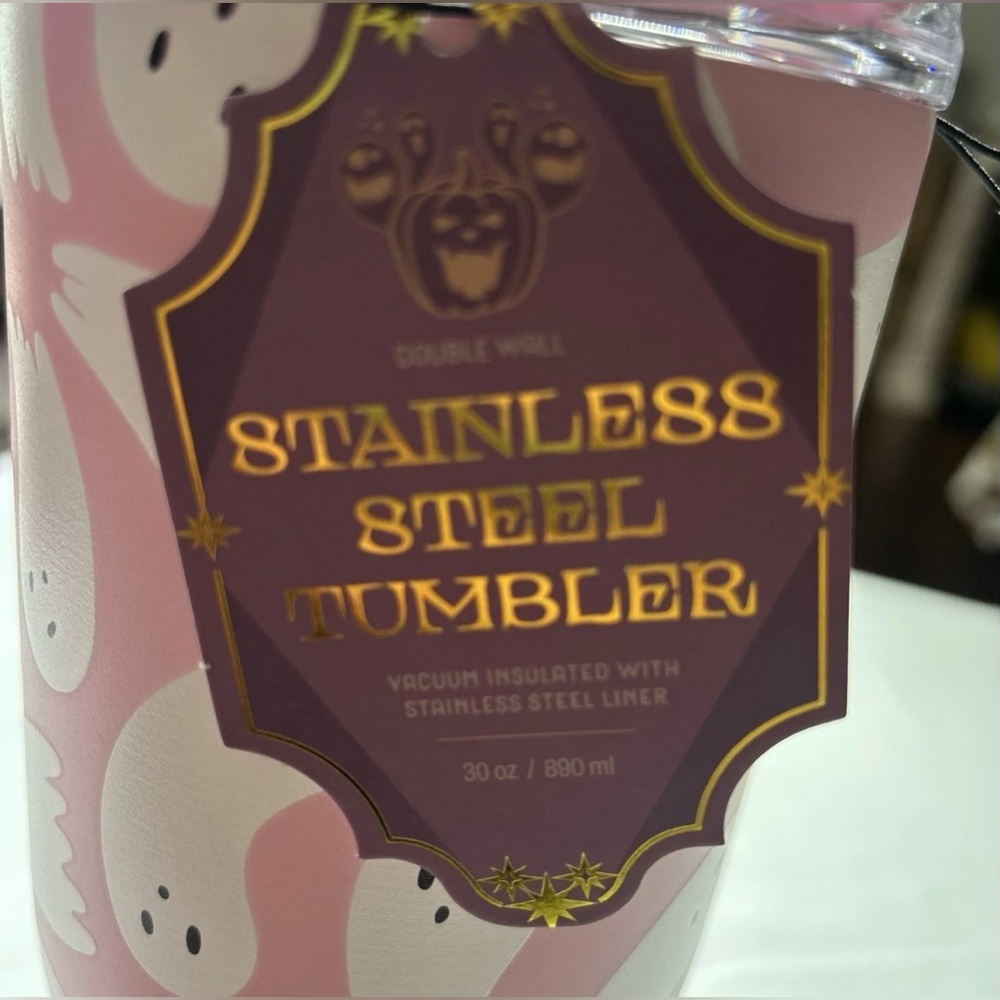 DOUBLE WALL
STAINLESS
STEEL
TUMBLER
VACUUM INSULATED WITH
STAINLESS STEEL LINER
30 oz / 890 ml